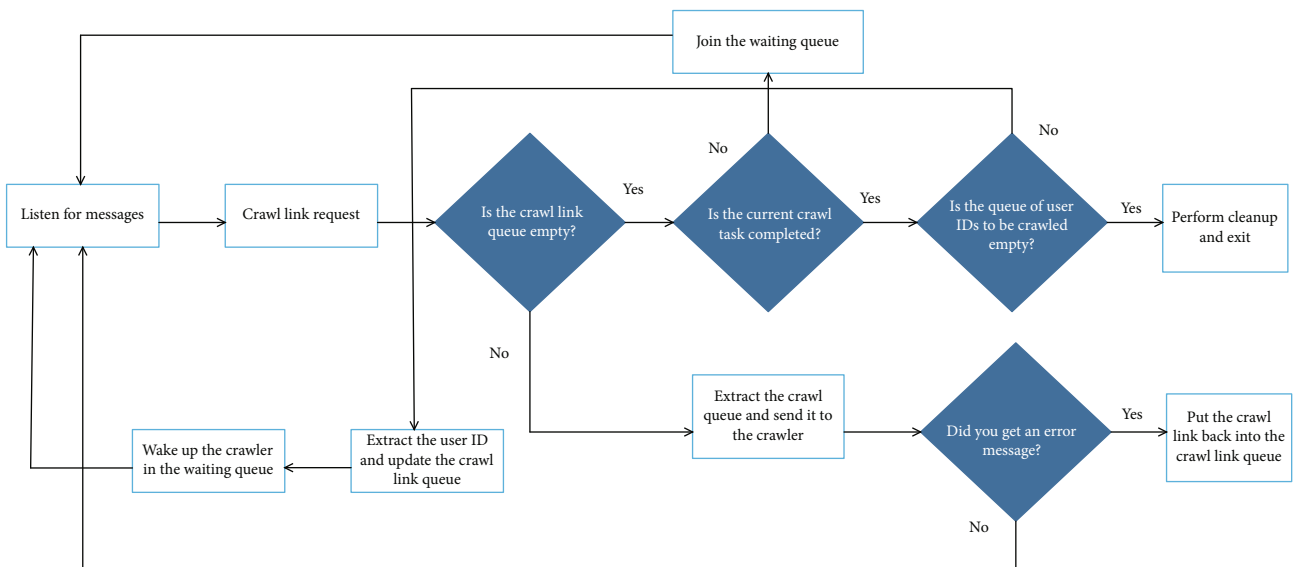 Join the waiting queue
No
No
Listen for messages
Crawl link request
Is the crawl link
queue empty?
Yes
Is the current crawl
task completed?
Yes
Is the queue of user
IDs to be crawled
empty?
Yes
Perform cleanup
and exit
No
Wake up the crawler
in the waiting queue
Extract the user ID
and update the crawl
link queue
Extract the crawl
queue and send it to
the crawler
Did you get an error
message?
Yes
Put the crawl
link back into the
crawl link queue
No